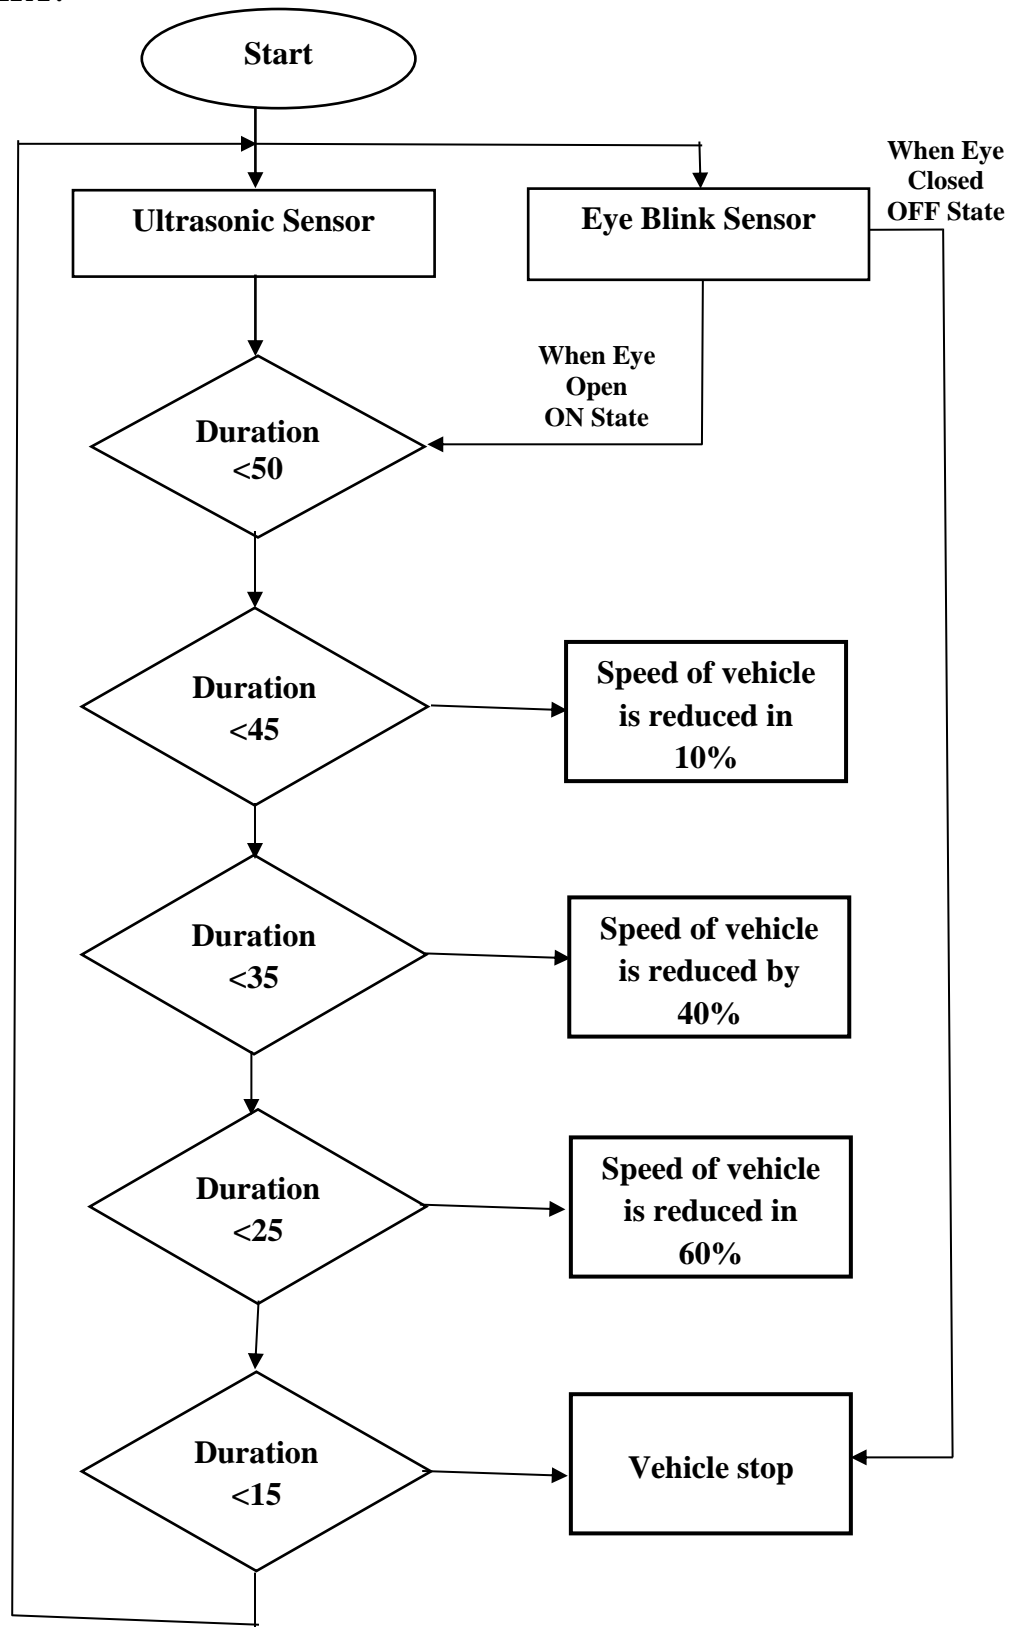 Start
When Eye
Closed
OFF State
Ultrasonic Sensor
Eye Blink Sensor
When Eye
Open
ON State
Duration
<50
Duration
<45
Speed of vehicle
is reduced in
10%
Duration
<35
Speed of vehicle
is reduced by
40%
Duration
<25
Speed of vehicle
is reduced in
60%
Duration
<15
Vehicle stop